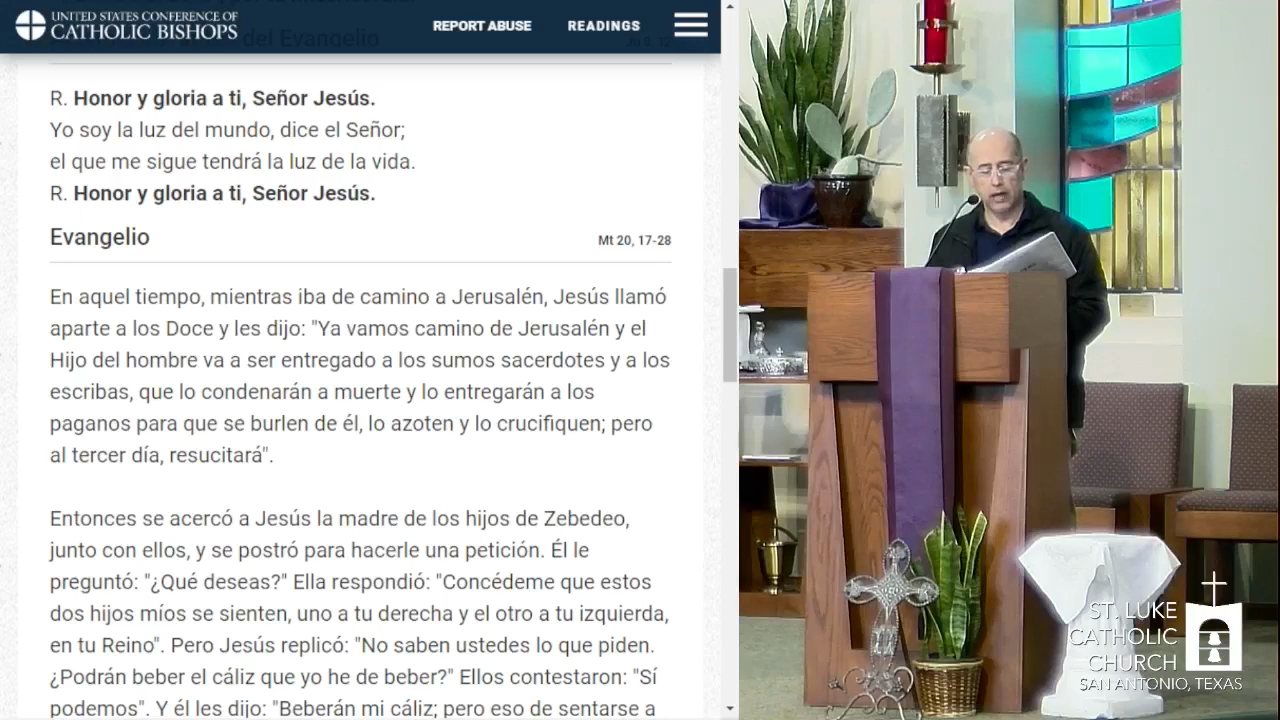 UNITED STATES CONFERENCE OF
CATHOLIC BISHOPS
REPORT ABUSE
READINGS
R. Honor y gloria a ti, Señor Jesús.
Yo soy la luz del mundo, dice el Señor;
el que me sigue tendrá la luz de la vida.
R. Honor y gloria a ti, Señor Jesús.
Evangelio
Mt 20, 17-28
En aquel tiempo, mientras iba de camino a Jerusalén, Jesús llamó
aparte a los Doce y les dijo: "Ya vamos camino de Jerusalén y el
Hijo del hombre va a ser entregado a los sumos sacerdotes y a los
escribas, que lo condenarán a muerte y lo entregarán a los
paganos para que se burlen de él, lo azoten y lo crucifiquen; pero
al tercer día, resucitará".
Entonces se acercó a Jesús la madre de los hijos de Zebedeo,
junto con ellos, y se postró para hacerle una petición. Él le
preguntó: "¿Qué deseas?" Ella respondió: "Concédeme que estos
dos hijos míos se sienten, uno a tu derecha y el otro a tu izquierda,
en tu Reino". Pero Jesús replicó: "No saben ustedes lo que piden.
¿Podrán beber el cáliz que yo he de beber?" Ellos contestaron: "Sí
podemos". Y él les dijo: "Beberán mi cáliz; pero eso de sentarse a
ST. LUKE
CATHOLIC
CHURCH
SAN ANTONIO, TEXAS